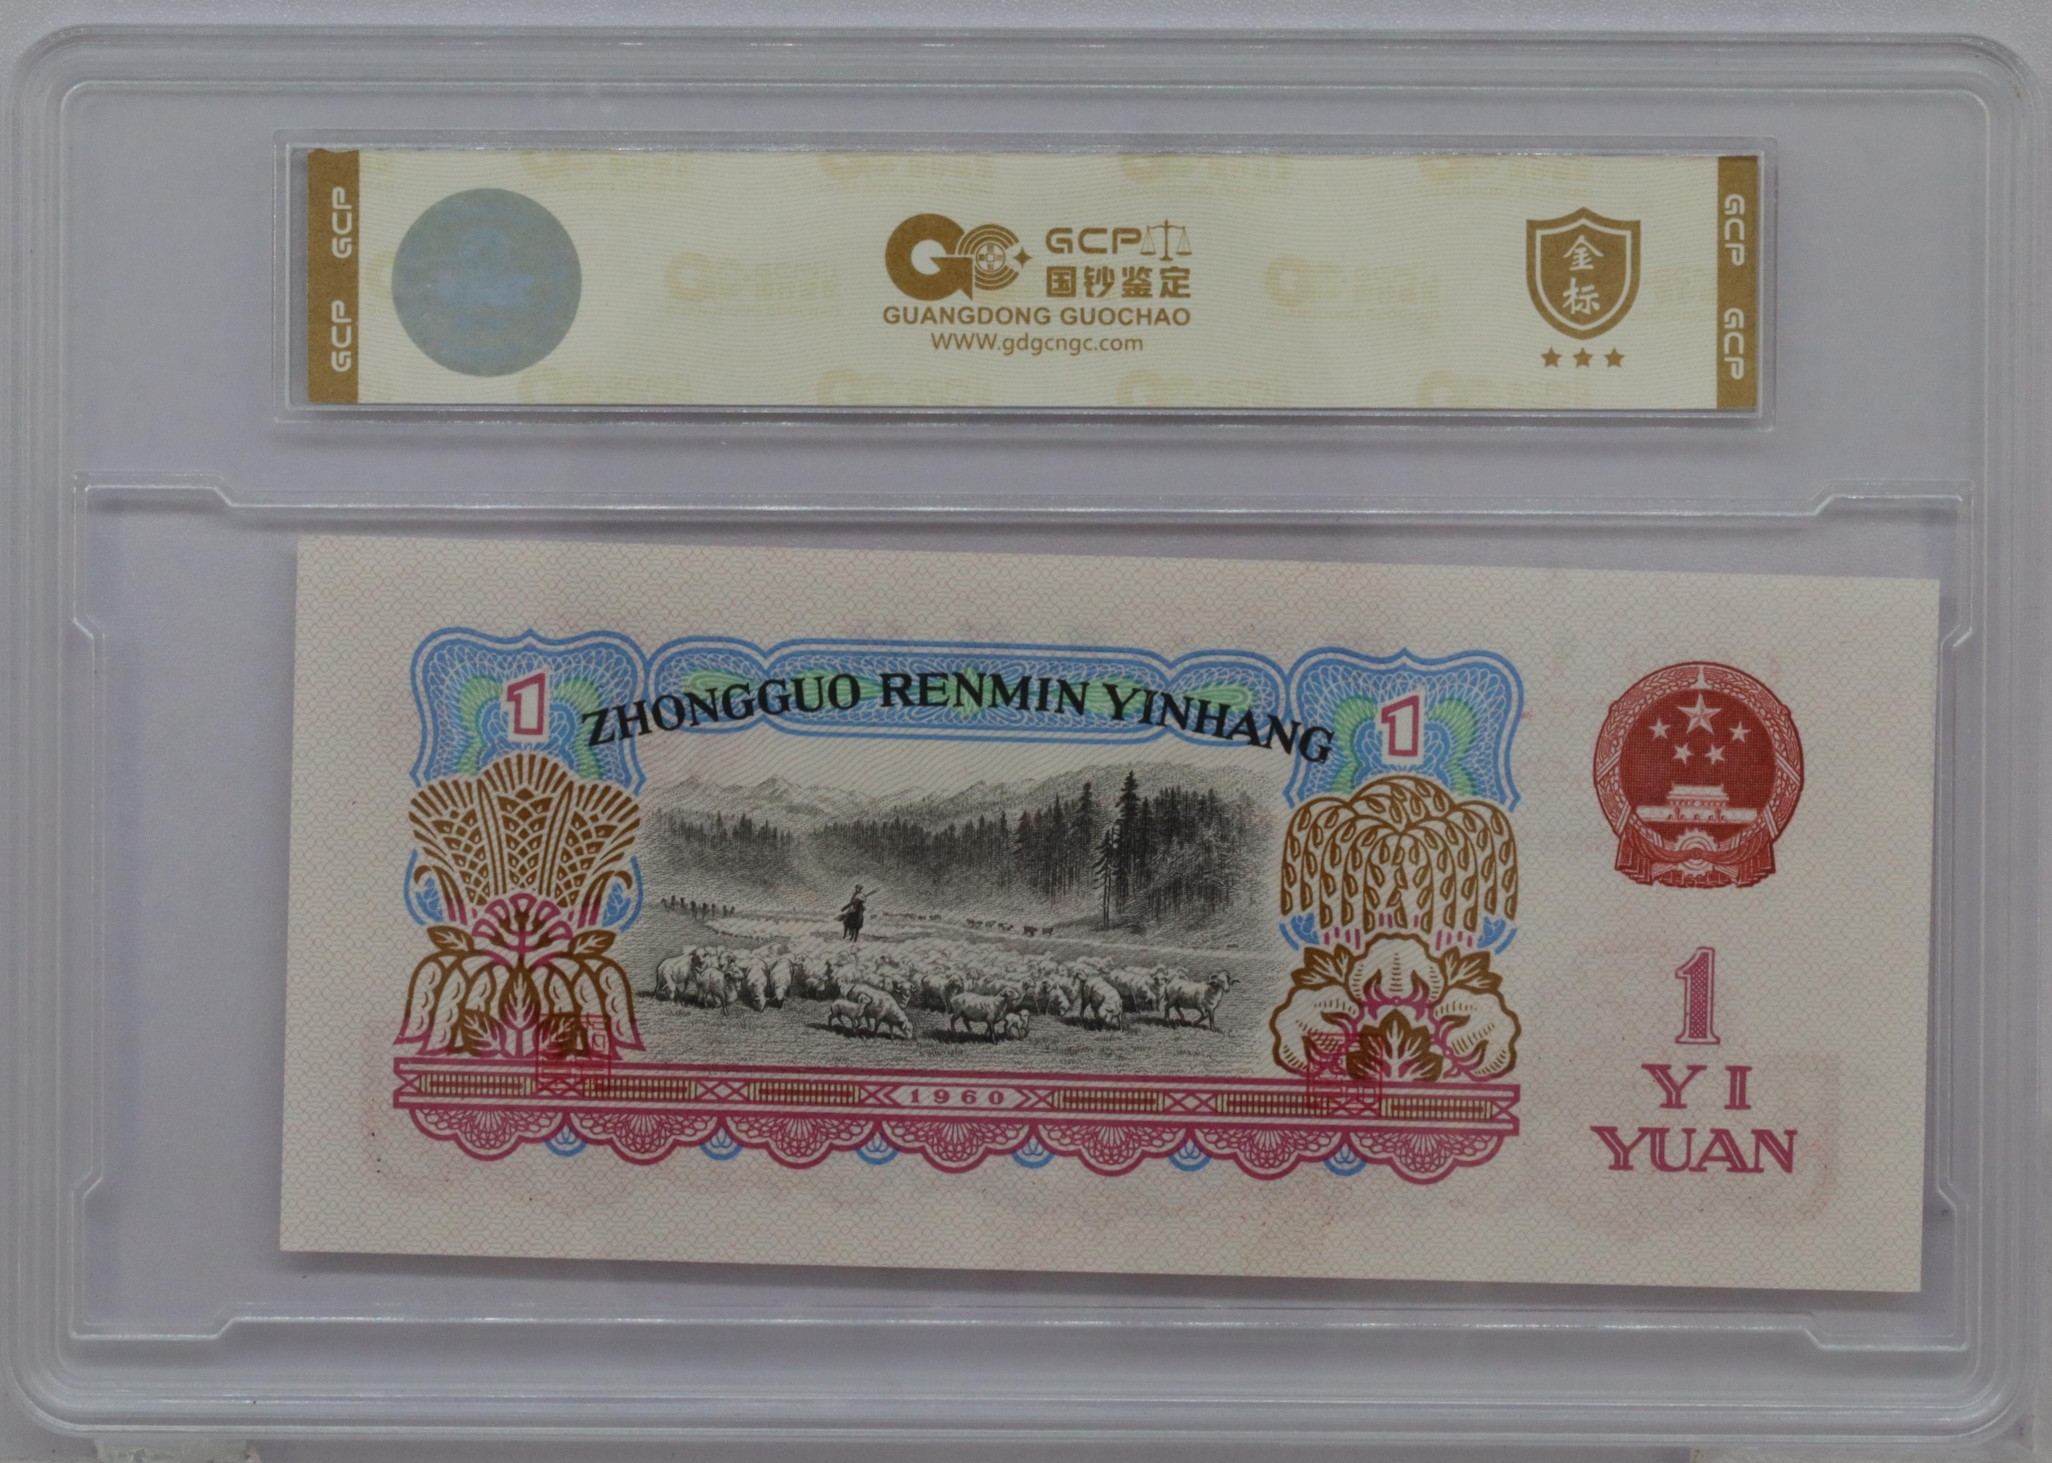 GCP GCP
GCP
国钞鉴定
GUANGDONG GUOCHAO
WWW.gdgcngc.com
金标
GCP GCP
1
ZHONGGUO RENMIN YINHANG
1
1960
1
YI
YUAN